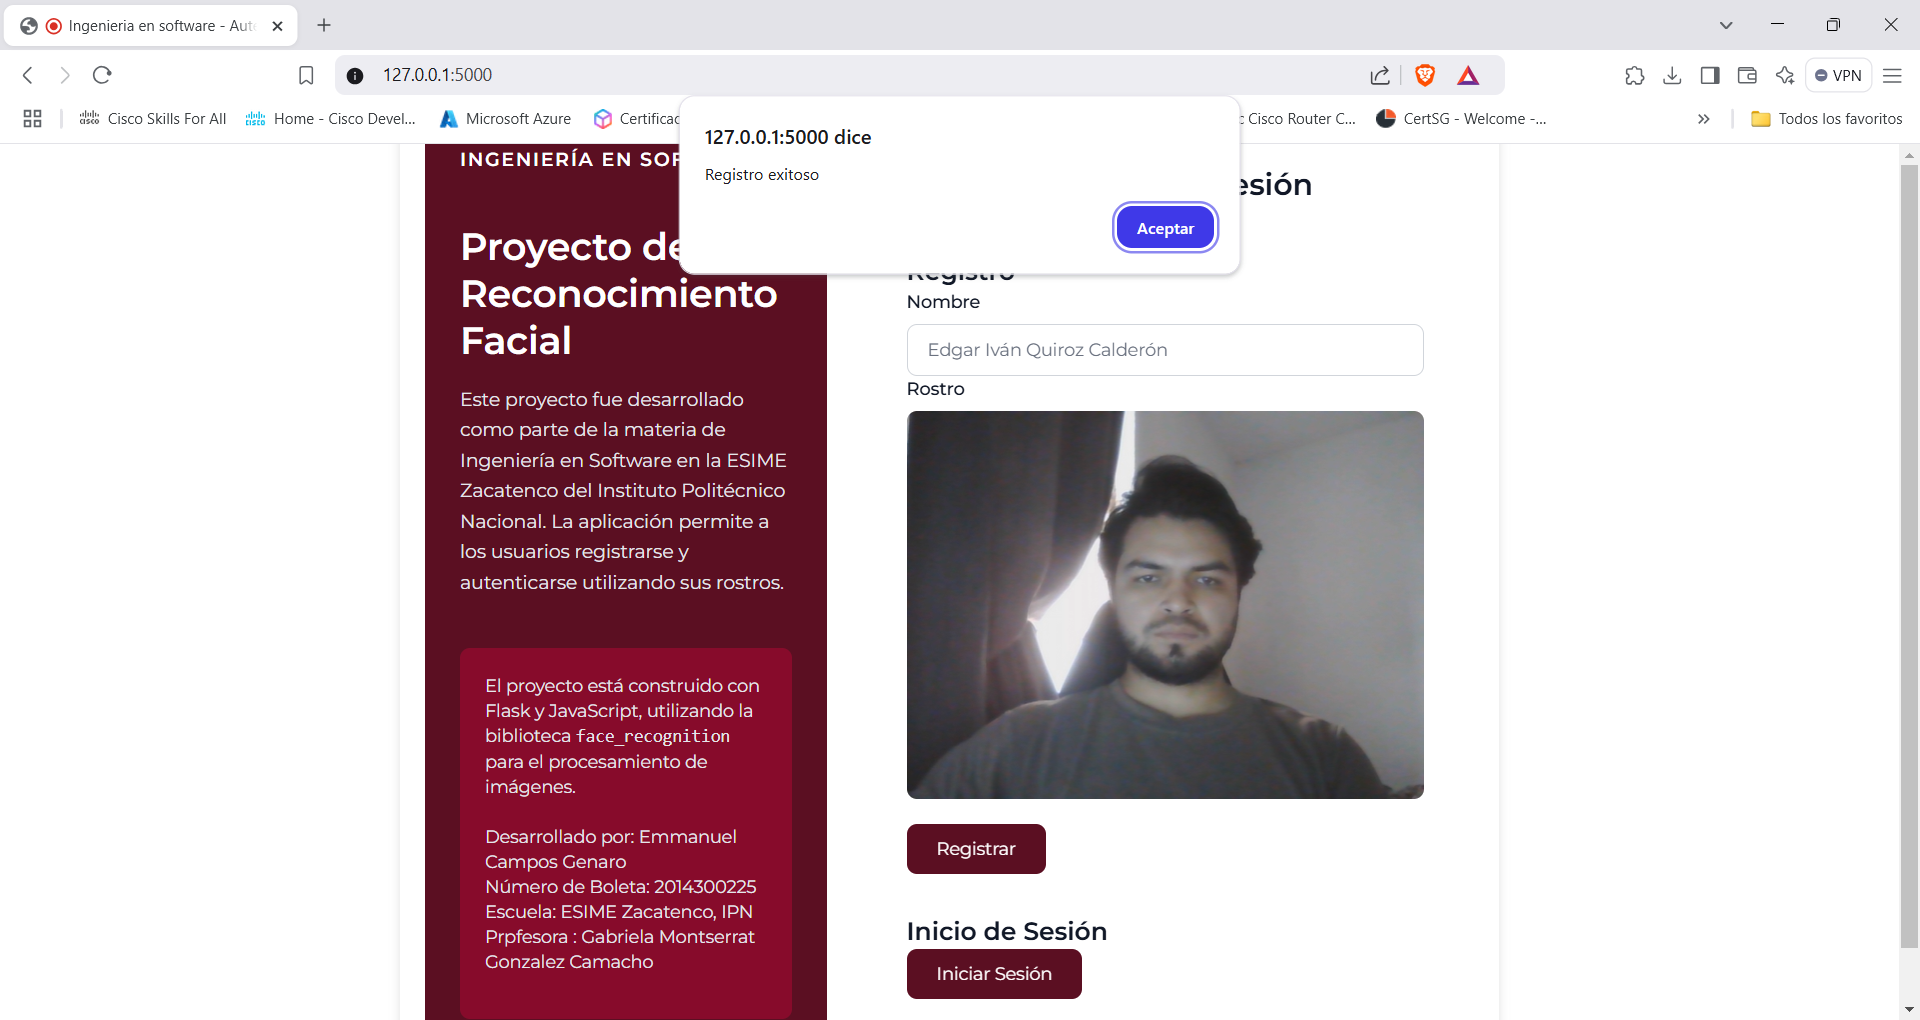 Ingenieria en software - Aut
127.0.0.1:5000
VPN
Cisco Skills For All
Home - Cisco Devel...
Microsoft Azure
Certificac
c Cisco Router C...
CertSG - Welcome -...
Todos los favoritos
127.0.0.1:5000 dice
Registro exitoso
Aceptar
INGENIERÍA EN SOF
Proyecto de
Reconocimiento
Facial
Este proyecto fue desarrollado
como parte de la materia de
Ingeniería en Software en la ESIME
Zacatenco del Instituto Politécnico
Nacional. La aplicación permite a
los usuarios registrarse y
autenticarse utilizando sus rostros.
El proyecto está construido con
Flask y JavaScript, utilizando la
biblioteca face_recognition
para el procesamiento de
imágenes.
Desarrollado por: Emmanuel
Campos Genaro
Número de Boleta: 2014300225
Escuela: ESIME Zacatenco, IPN
Prpfesora : Gabriela Montserrat
Gonzalez Camacho
esión
Registro
Nombre
Edgar Iván Quiroz Calderón
Rostro
Registrar
Inicio de Sesión
Iniciar Sesión